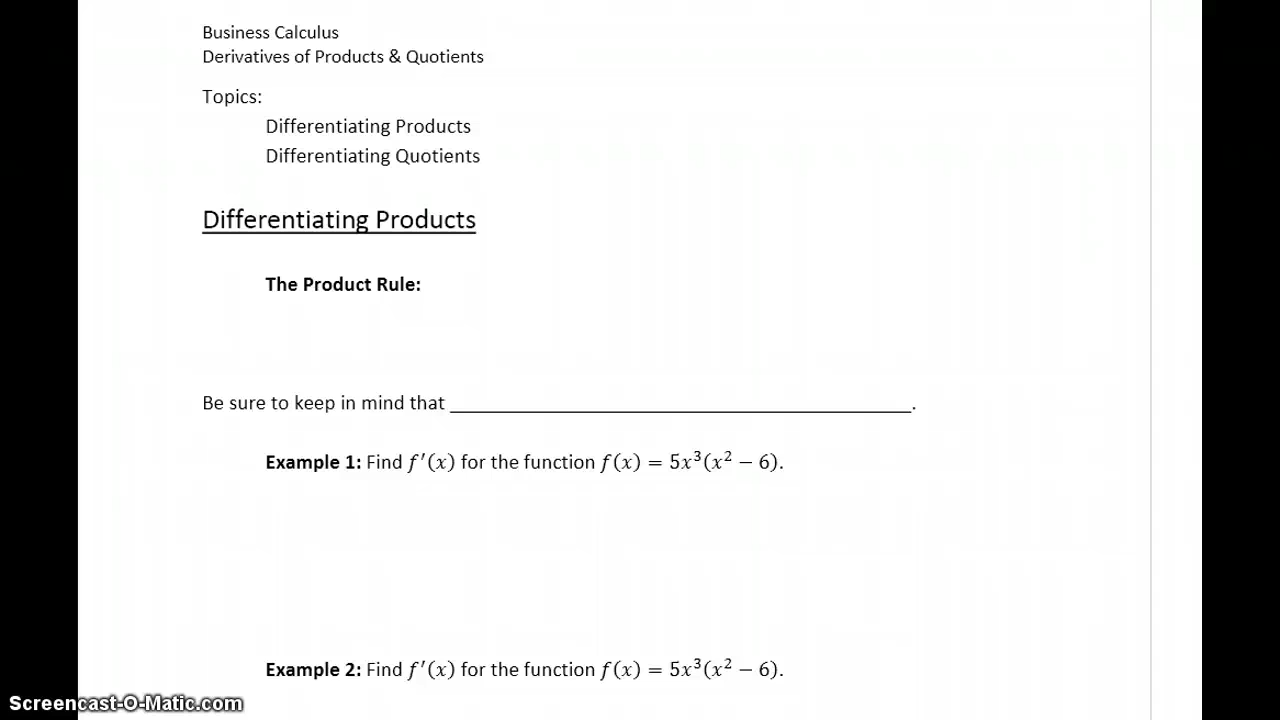 Business Calculus
Derivatives of Products & Quotients
Topics:
Differentiating Products
Differentiating Quotients
Differentiating Products
The Product Rule:
Be sure to keep in mind that ______________________________________________.
Example 1: Find f′(x) for the function f(x) = 5x³(x² − 6).
Example 2: Find f′(x) for the function f(x) = 5x³(x² − 6).
Screencast-O-Matic.com